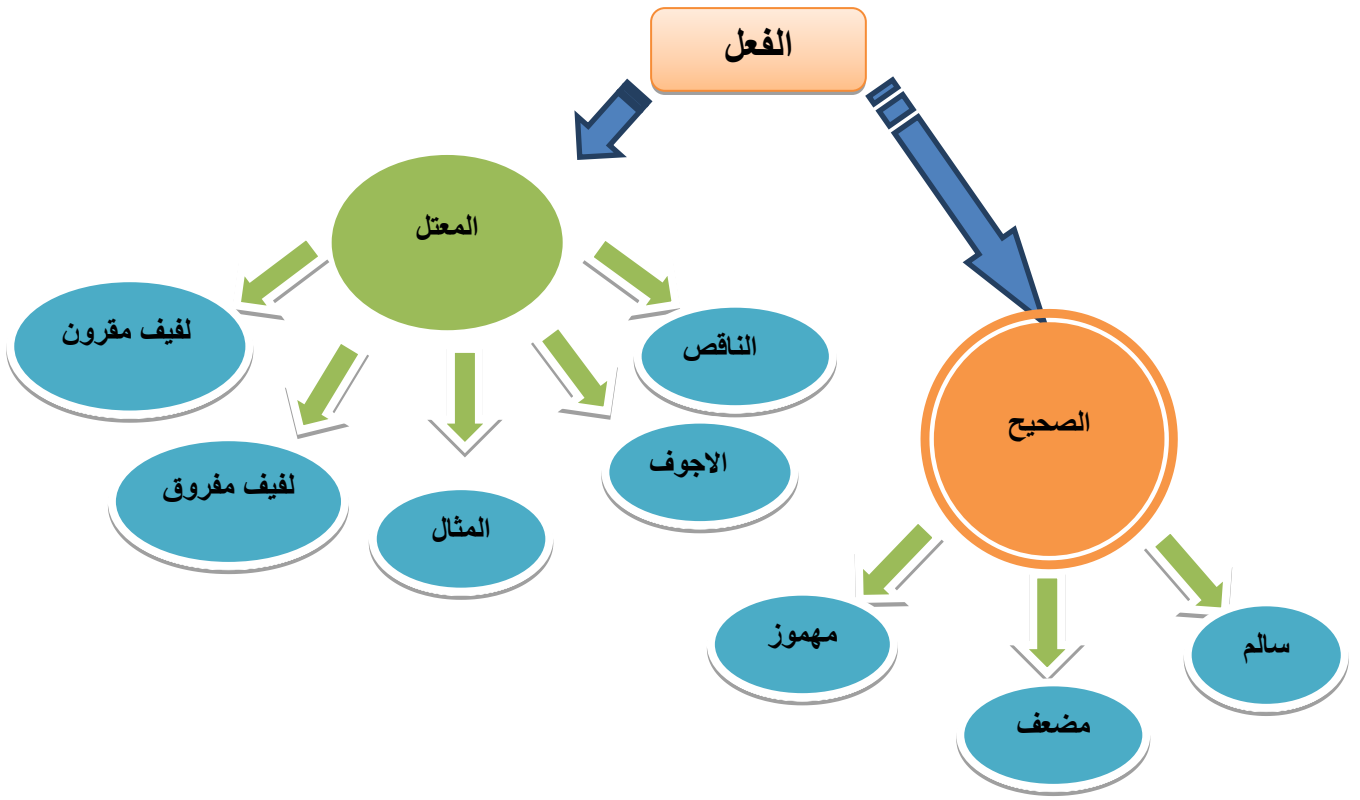 الفعل
المعتل
الناقص
لفيف مقرون
الصحيح
الاجوف
لفيف مفروق
المثال
مهموز
سالم
مضعف